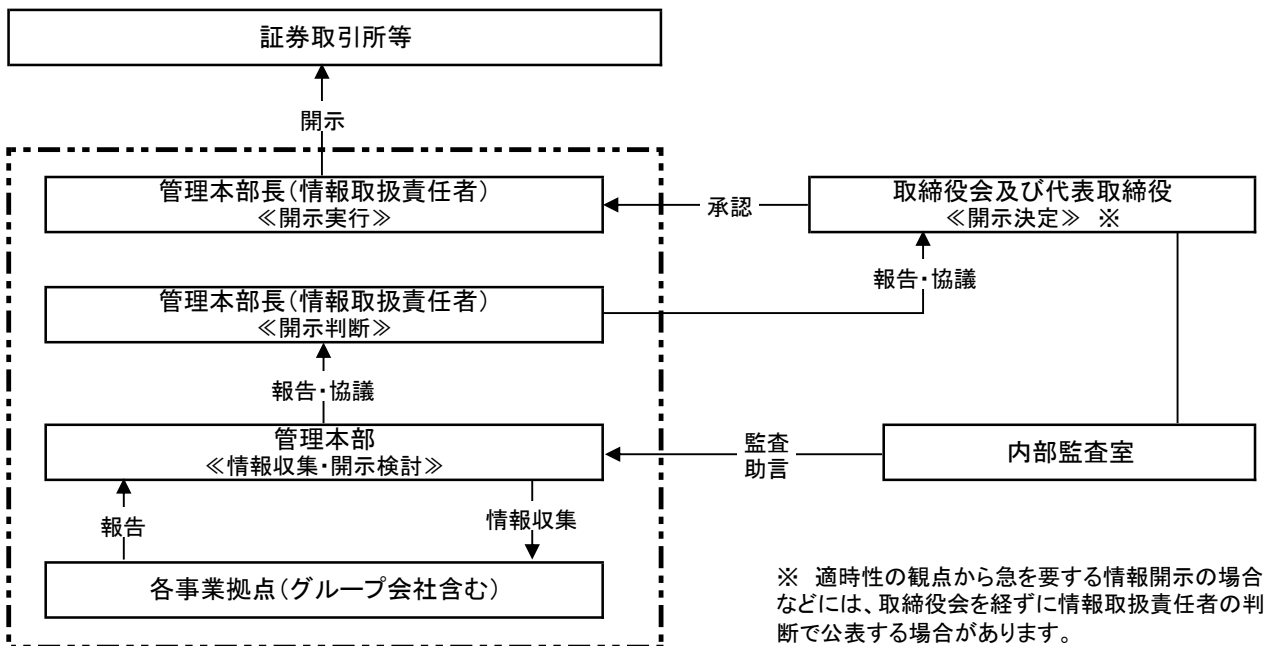 証券取引所等
開示
管理本部長（情報取扱責任者）
≪開示実行≫
承認
取締役会及び代表取締役
≪開示決定≫ ※
管理本部長（情報取扱責任者）
≪開示判断≫
報告・協議
報告・協議
管理本部
≪情報収集・開示検討≫
監査
助言
内部監査室
報告
情報収集
各事業拠点（グループ会社含む）
※ 適時性の観点から急を要する情報開示の場合
などには、取締役会を経ずに情報取扱責任者の判
断で公表する場合があります。